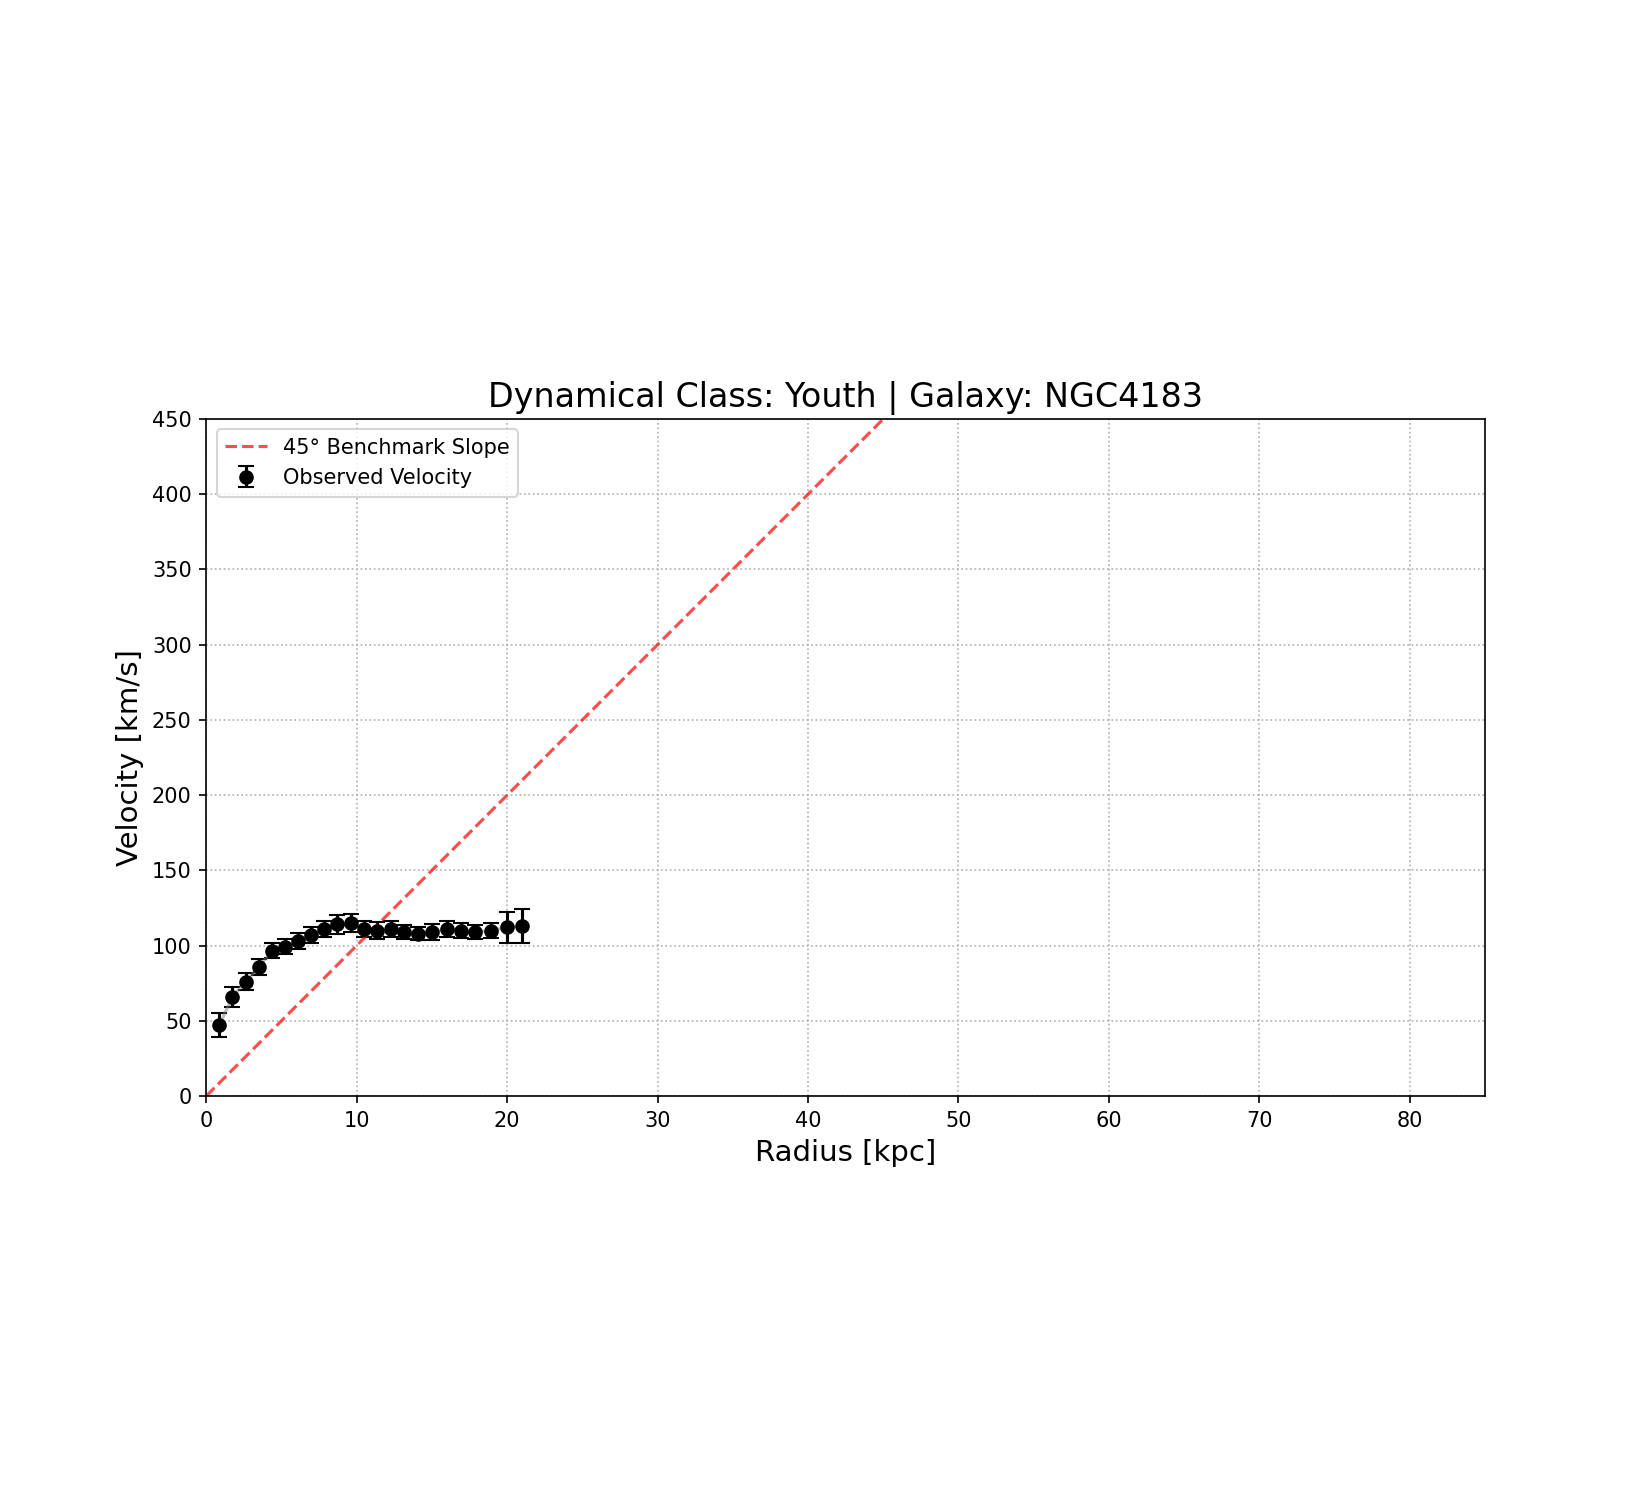 Dynamical Class: Youth | Galaxy: NGC4183
450
400
350
300
250
200
150
100
50
0
45° Benchmark Slope
Observed Velocity
Velocity [km/s]
0 10 20 30 40 50 60 70 80
Radius [kpc]